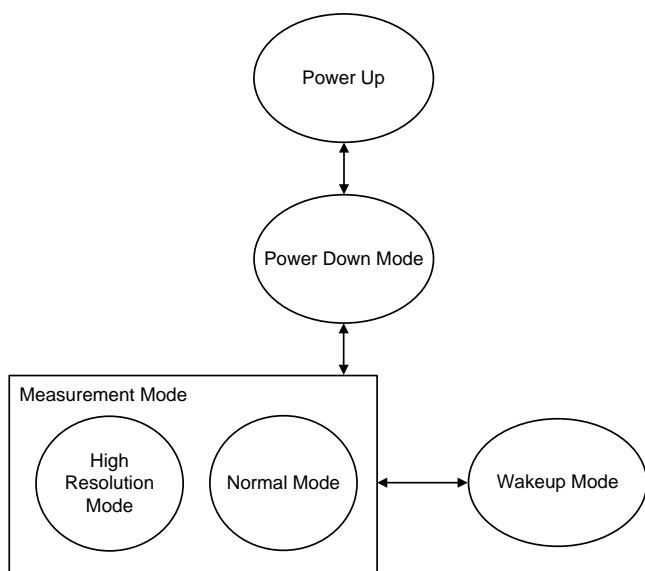 Power Up
Power Down Mode
Measurement Mode
High
Resolution
Mode
Normal Mode
Wakeup Mode